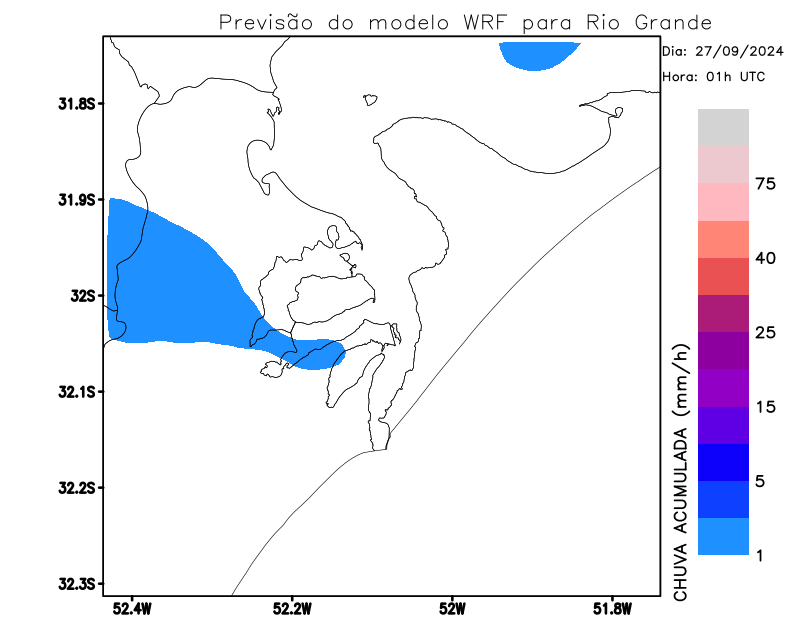 Previsão do modelo WRF para Rio Grande
Dia: 27/09/2024
Hora: 01h UTC
31.8S
31.9S
32S
32.1S
32.2S
32.3S
52.4W
52.2W
52W
51.8W
75
40
25
15
5
1
CHUVA ACUMULADA (mm/h)